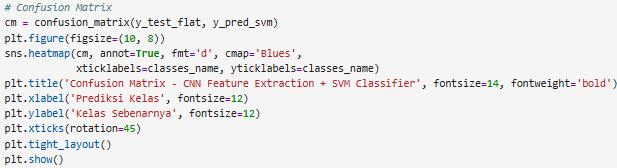 # Confusion Matrix
cm = confusion_matrix(y_test_flat, y_pred_svm)
plt.figure(figsize=(10, 8))
sns.heatmap(cm, annot=True, fmt='d', cmap='Blues',
            xticklabels=classes_name, yticklabels=classes_name)
plt.title('Confusion Matrix - CNN Feature Extraction + SVM Classifier', fontsize=14, fontweight='bold')
plt.xlabel('Prediksi Kelas', fontsize=12)
plt.ylabel('Kelas Sebenarnya', fontsize=12)
plt.xticks(rotation=45)
plt.tight_layout()
plt.show()